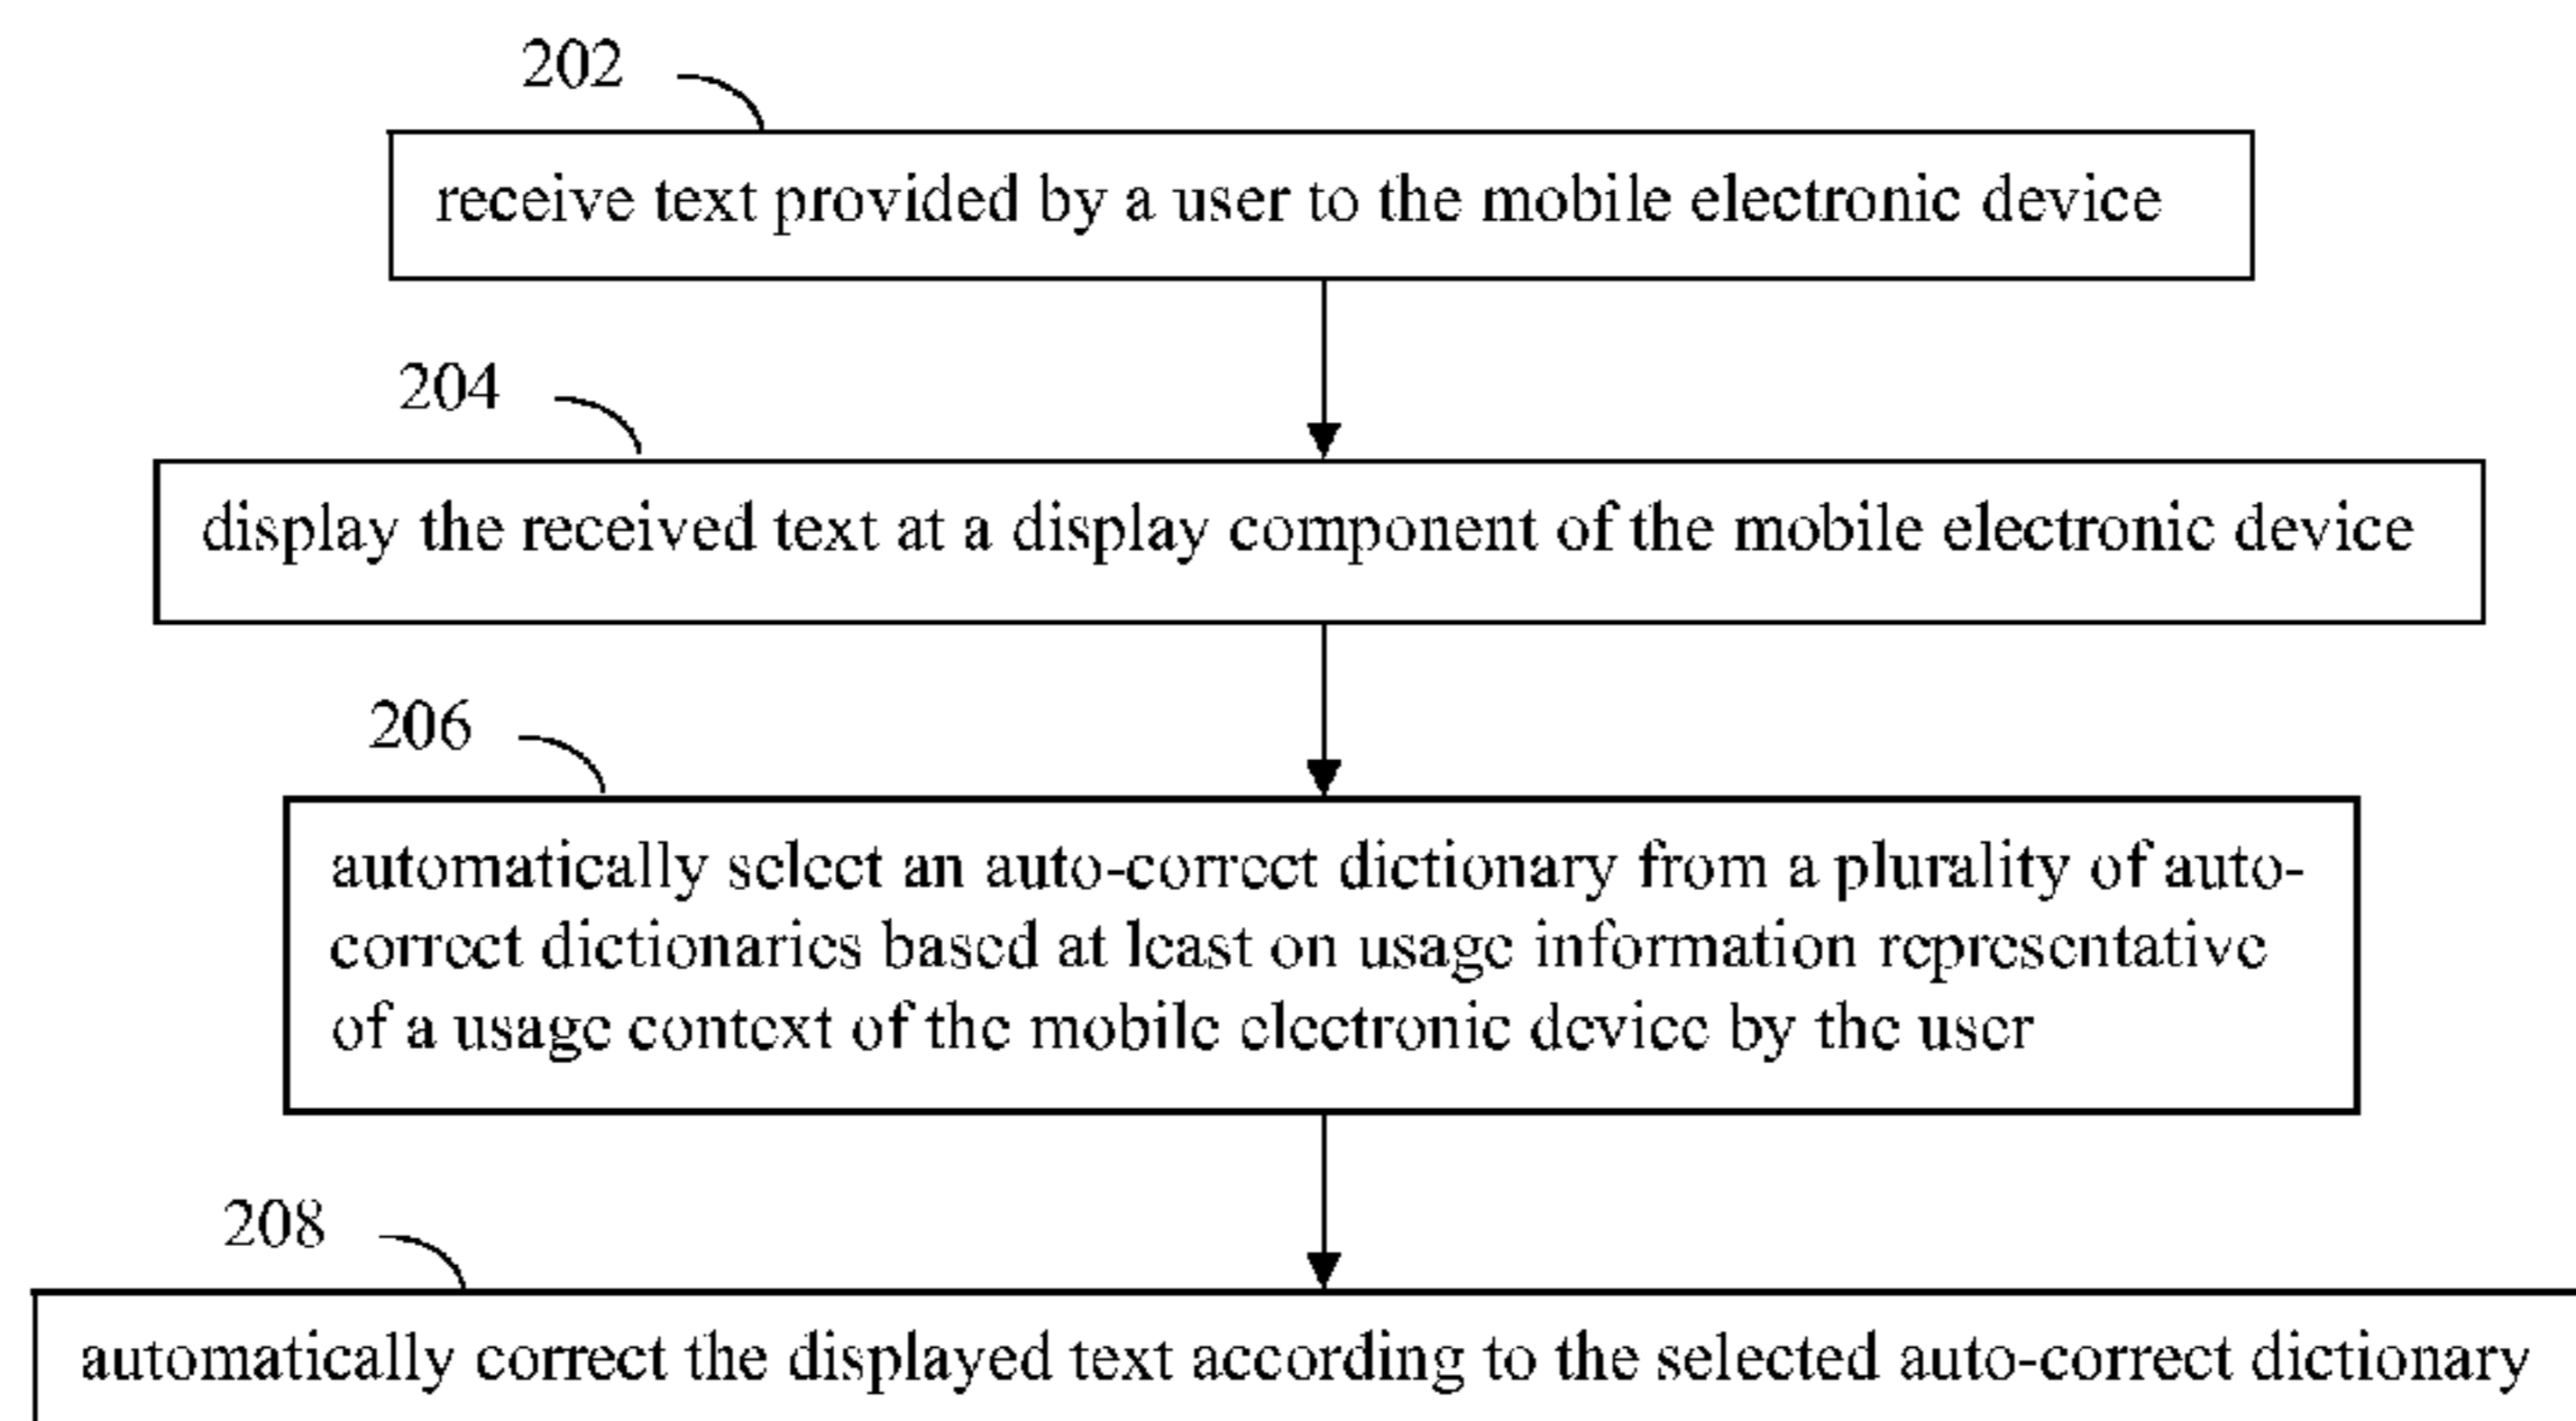 202
receive text provided by a user to the mobile electronic device
204
display the received text at a display component of the mobile electronic device
206
automatically select an auto-correct dictionary from a plurality of auto-
correct dictionaries based at least on usage information representative
of a usage context of the mobile electronic device by the user
208
automatically correct the displayed text according to the selected auto-correct dictionary